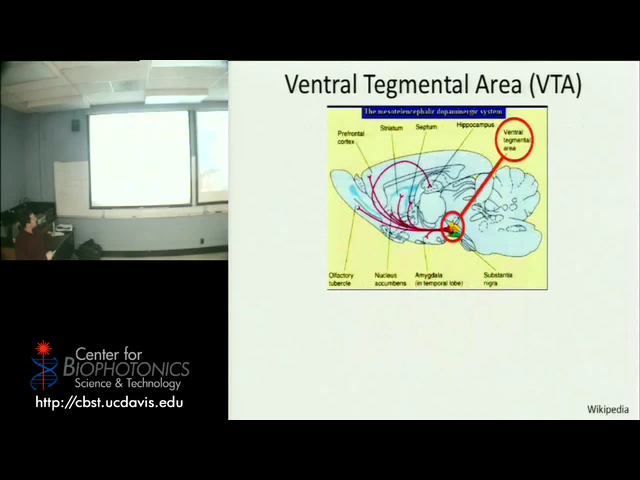 Ventral Tegmental Area (VTA)
The mesotelencephalic dopaminergic system
Prefrontal
cortex
Striatum
Septum
Hippocampus
Ventral
tegmental
area
Olfactory
tubercle
Nucleus
accumbens
Amygdala
(in temporal lobe)
Substantia
nigra
Center for
BIOPHOTONICS
Science & Technology
http://cbst.ucdavis.edu
Wikipedia